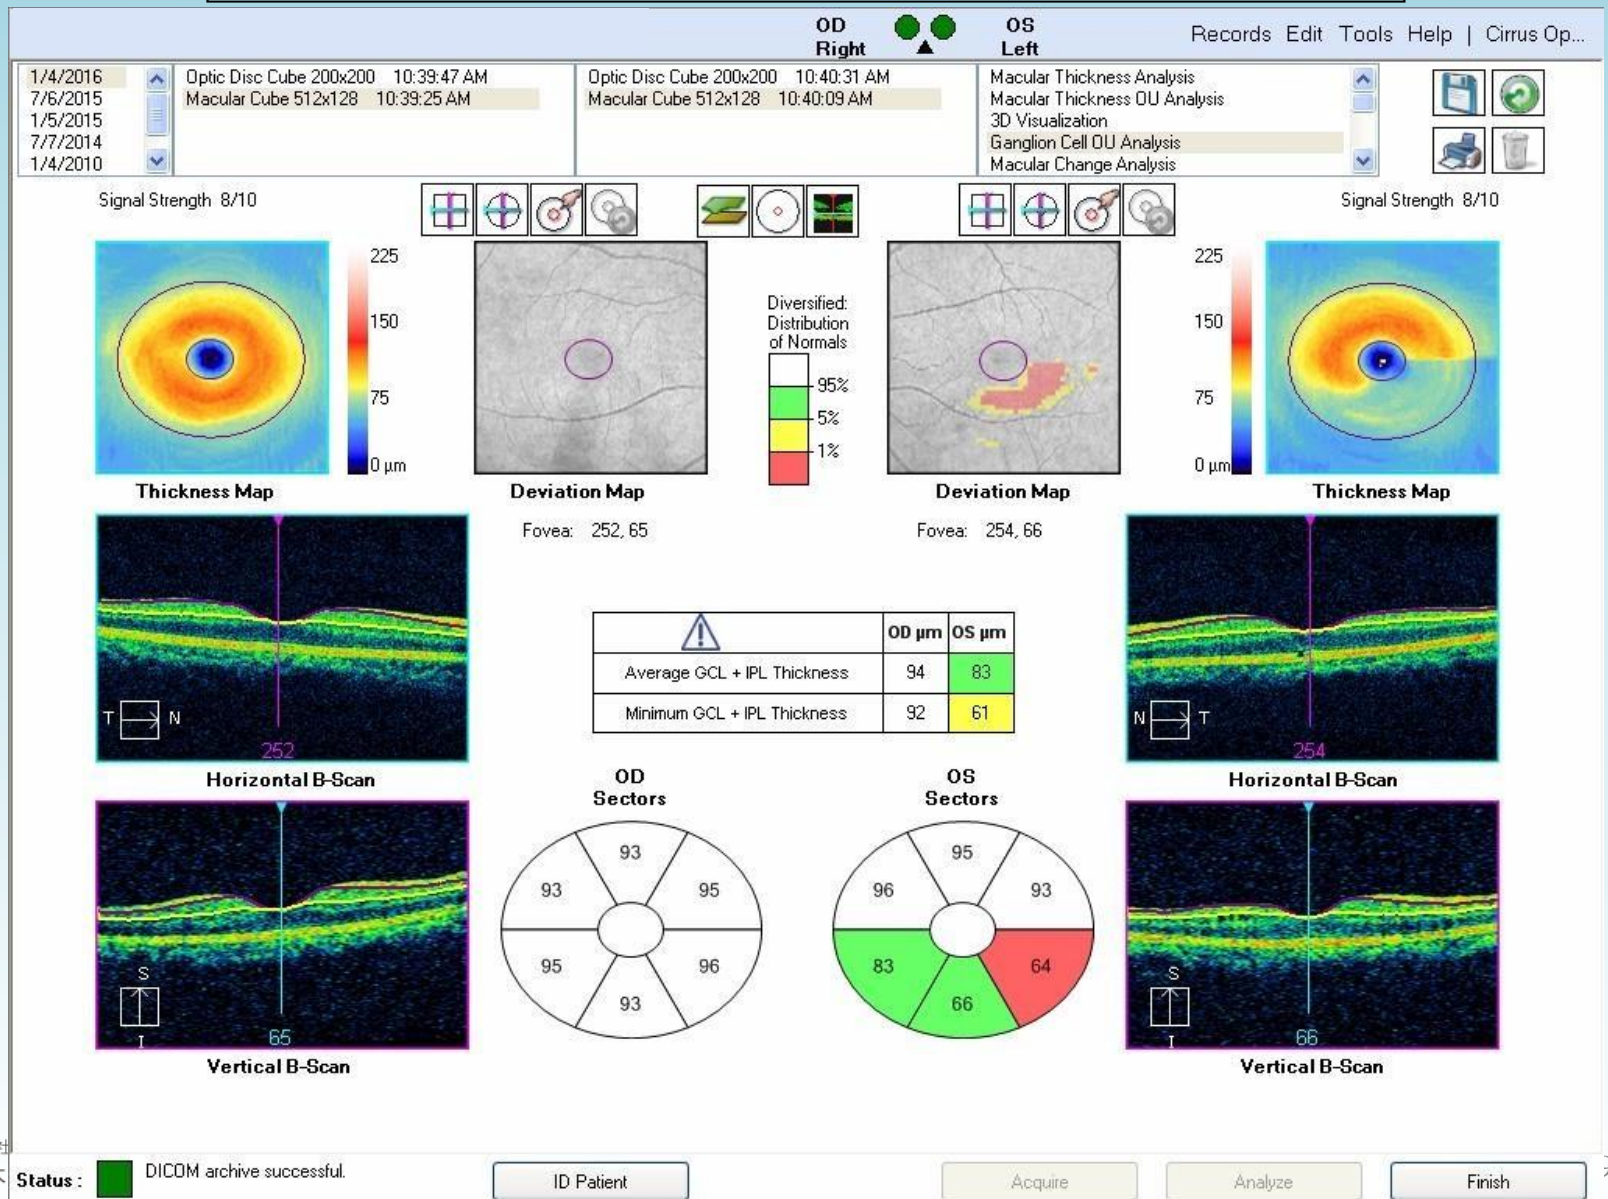 OD
Right
OS
Left
Records Edit Tools Help | Cirrus Op...
1/4/2016
7/6/2015
1/5/2015
7/7/2014
1/4/2010
Optic Disc Cube 200x200 10:39:47 AM
Macular Cube 512x128 10:39:25 AM
Optic Disc Cube 200x200 10:40:31 AM
Macular Cube 512x128 10:40:09 AM
Macular Thickness Analysis
Macular Thickness OU Analysis
3D Visualization
Ganglion Cell OU Analysis
Macular Change Analysis
Signal Strength 8/10
Signal Strength 8/10
225
150
75
0 µm
Thickness Map
Deviation Map
Fovea: 252, 65
Diversified:
Distribution
of Normals
95%
5%
1%
Deviation Map
Fovea: 254, 66
225
150
75
0 µm
Thickness Map
T N
252
Horizontal B-Scan
OD µm OS µm
Average GCL + IPL Thickness 94 83
Minimum GCL + IPL Thickness 92 61
N T
254
Horizontal B-Scan
S
I
65
Vertical B-Scan
OD
Sectors
93
93 95
95 96
93
OS
Sectors
95
96 93
83 64
66
S
I
66
Vertical B-Scan
Status :
DICOM archive successful.
ID Patient
Acquire
Analyze
Finish